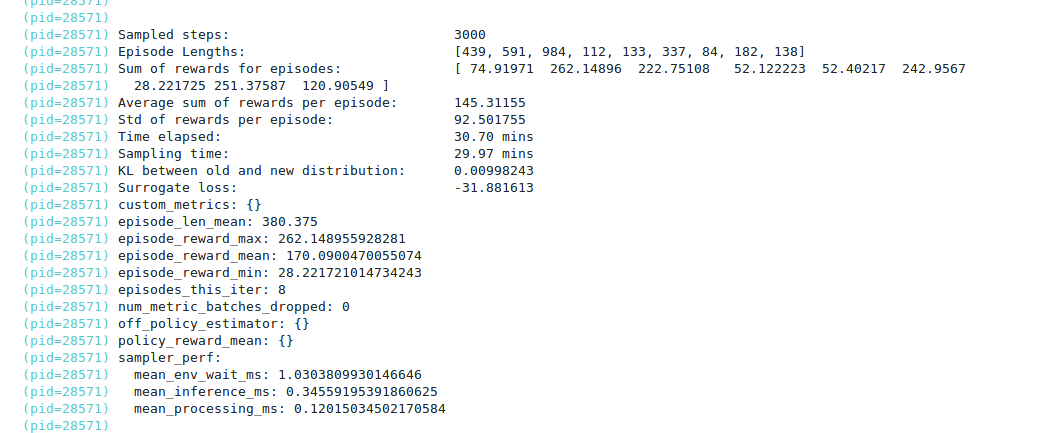 (pid=28571)
(pid=28571)
(pid=28571) Sampled steps: 3000
(pid=28571) Episode Lengths: [439, 591, 984, 112, 133, 337, 84, 182, 138]
(pid=28571) Sum of rewards for episodes: [ 74.91971 262.14896 222.75108 52.122223 52.40217 242.9567
(pid=28571) 28.221725 251.37587 120.90549 ]
(pid=28571) Average sum of rewards per episode: 145.31155
(pid=28571) Std of rewards per episode: 92.501755
(pid=28571) Time elapsed: 30.70 mins
(pid=28571) Sampling time: 29.97 mins
(pid=28571) KL between old and new distribution: 0.00998243
(pid=28571) Surrogate loss: -31.881613
(pid=28571) custom_metrics: {}
(pid=28571) episode_len_mean: 380.375
(pid=28571) episode_reward_max: 262.148955928281
(pid=28571) episode_reward_mean: 170.0900470055074
(pid=28571) episode_reward_min: 28.221721014734243
(pid=28571) episodes_this_iter: 8
(pid=28571) num_metric_batches_dropped: 0
(pid=28571) off_policy_estimator: {}
(pid=28571) policy_reward_mean: {}
(pid=28571) sampler_perf:
(pid=28571) mean_env_wait_ms: 1.0303809930146646
(pid=28571) mean_inference_ms: 0.34559195391860625
(pid=28571) mean_processing_ms: 0.12015034502170584
(pid=28571)